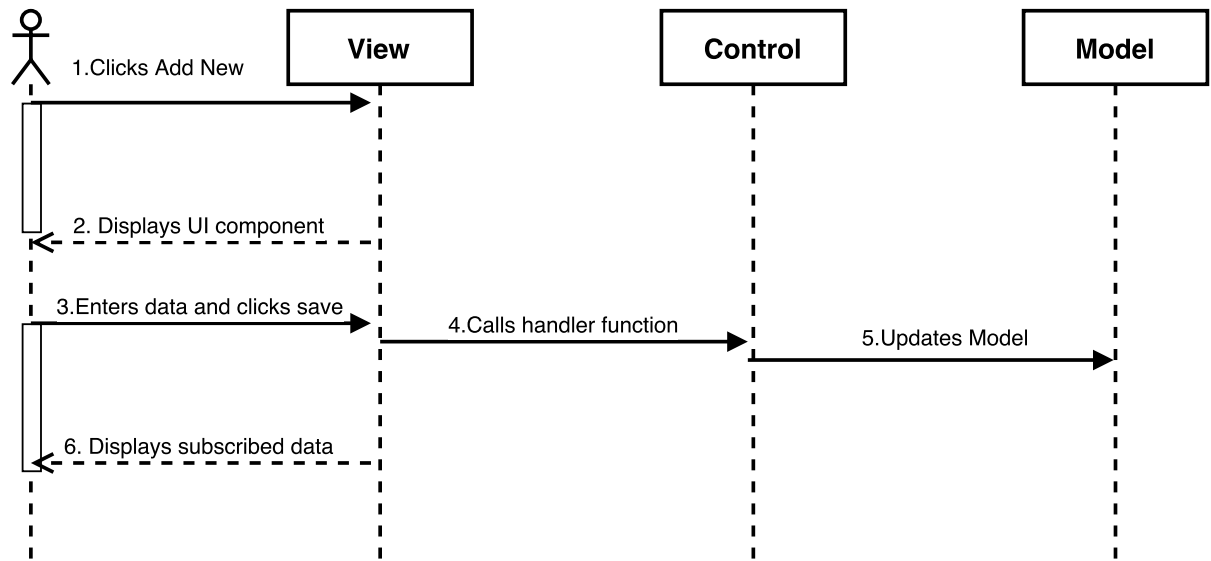 View
Control
Model
1.Clicks Add New
2. Displays UI component
3.Enters data and clicks save
4.Calls handler function
5.Updates Model
6. Displays subscribed data